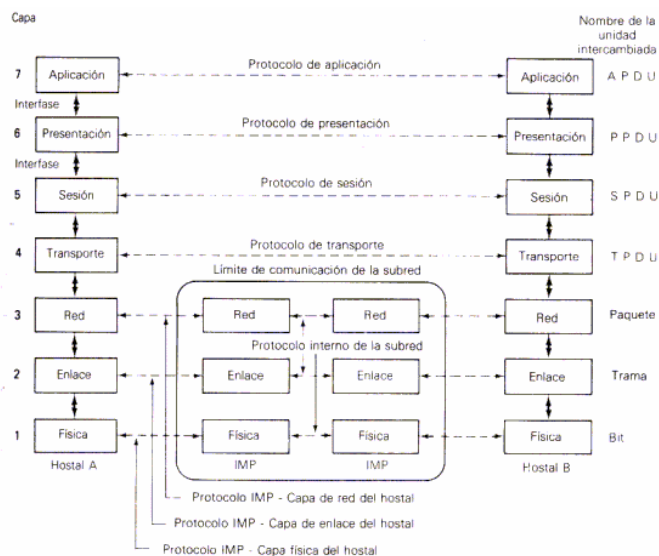 Capa
Nombre de la
unidad
intercambiada
Protocolo de aplicación
7 Aplicación Aplicación A P D U
Interfase
Protocolo de presentación
6 Presentación Presentación P P D U
Interfase
Protocolo de sesión
5 Sesión Sesión S P D U
Protocolo de transporte
4 Transporte Transporte T P D U
Límite de comunicación de la subred
3 Red Red Red Red Paquete
Protocolo interno de la subred
2 Enlace Enlace Enlace Enlace Trama
1 Física Física Física Física Bit
Hostal A IMP IMP Hostal B
Protocolo IMP - Capa de red del hostal
Protocolo IMP - Capa de enlace del hostal
Protocolo IMP - Capa física del hostal